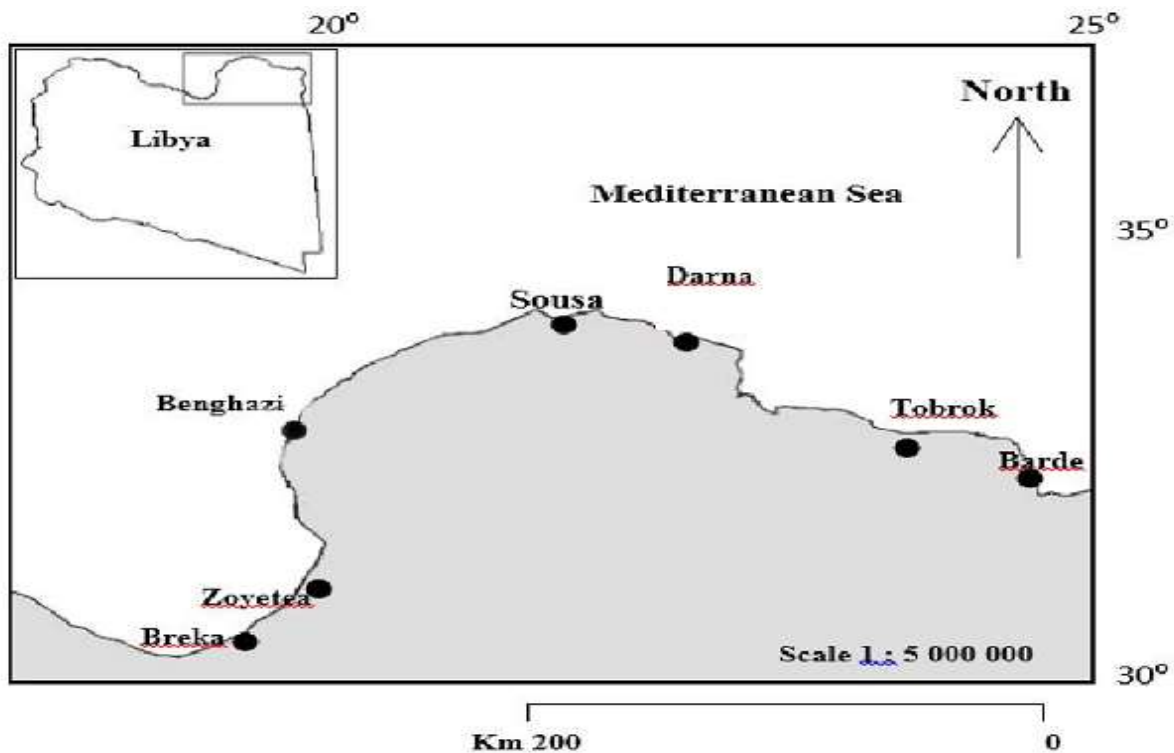 20°
25°
Libya
North
Mediterranean Sea
35°
Darna
Sousa
Benghazi
Tobrok
Barde
Zoyetea
Breka
Scale 1 : 5 000 000
30°
Km 200
0